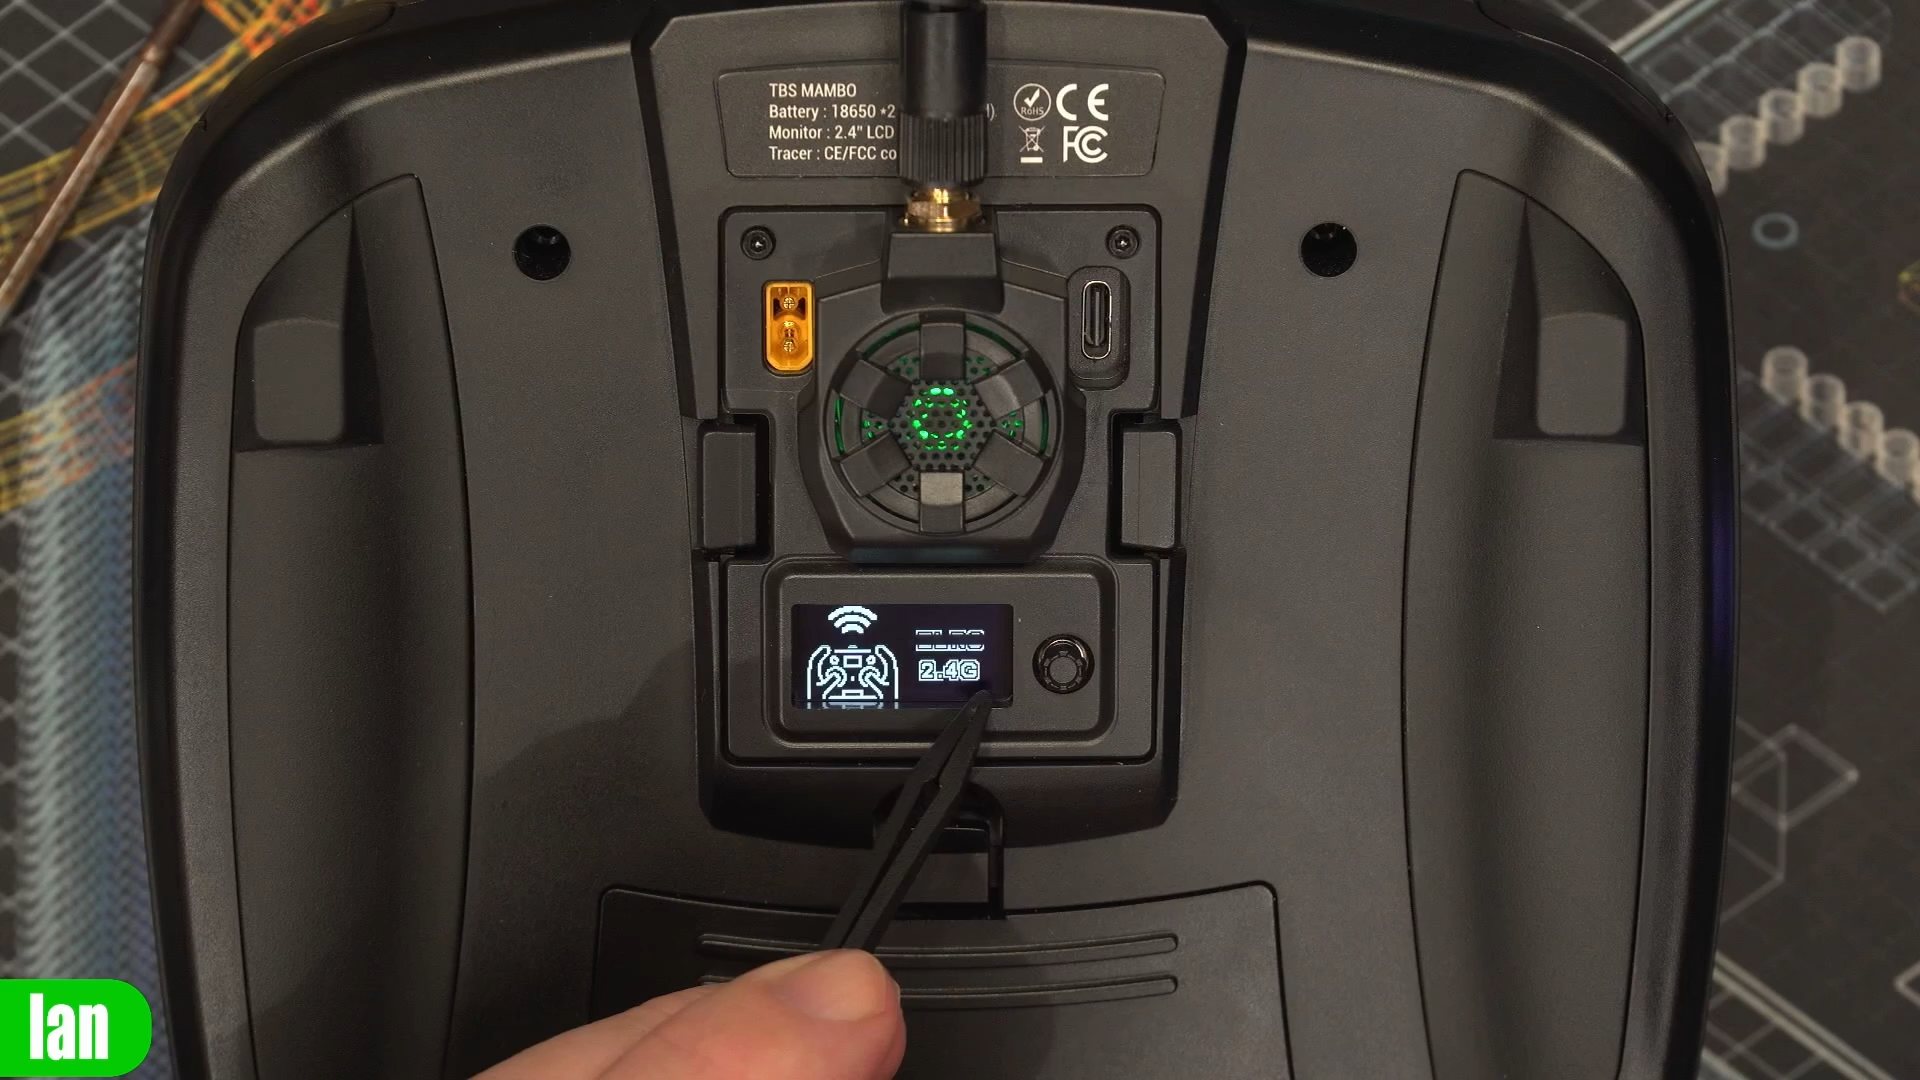 TBS MAMBO
Battery : 18650 *2
Monitor : 2.4" LCD
Tracer : CE/FCC co
RoHS
CE
FC
ELRS
2.4G
Ian